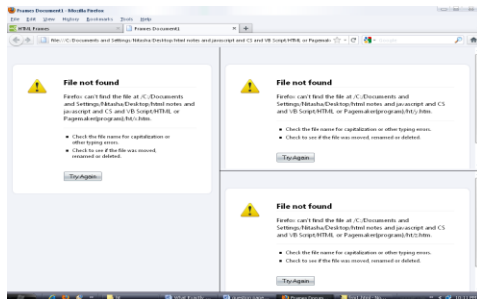 Frames Document1 - Mozilla Firefox
File Edit View History Bookmarks Tools Help
HTML Frames
Frames Document1
File not found
Firefox can't find the file at /C:/Documents
and Settings/Nitasha/Desktop/html notes and
javascript and CS and VB Script/HTML or
Pagemaker(program)/ht/x.htm.
Check the file name for capitalization or
other typing errors.
Check to see if the file was moved,
renamed or deleted.
Try Again
File not found
Firefox can't find the file at /C:/Documents and
Settings/Nitasha/Desktop/html notes and javascript and CS
and VB Script/HTML or Pagemaker(program)/ht/y.htm.
Check the file name for capitalization or other typing errors.
Check to see if the file was moved, renamed or deleted.
Try Again
File not found
Firefox can't find the file at /C:/Documents and
Settings/Nitasha/Desktop/html notes and javascript and CS
and VB Script/HTML or Pagemaker(program)/ht/z.htm.
Check the file name for capitalization or other typing errors.
Check to see if the file was moved, renamed or deleted.
Try Again